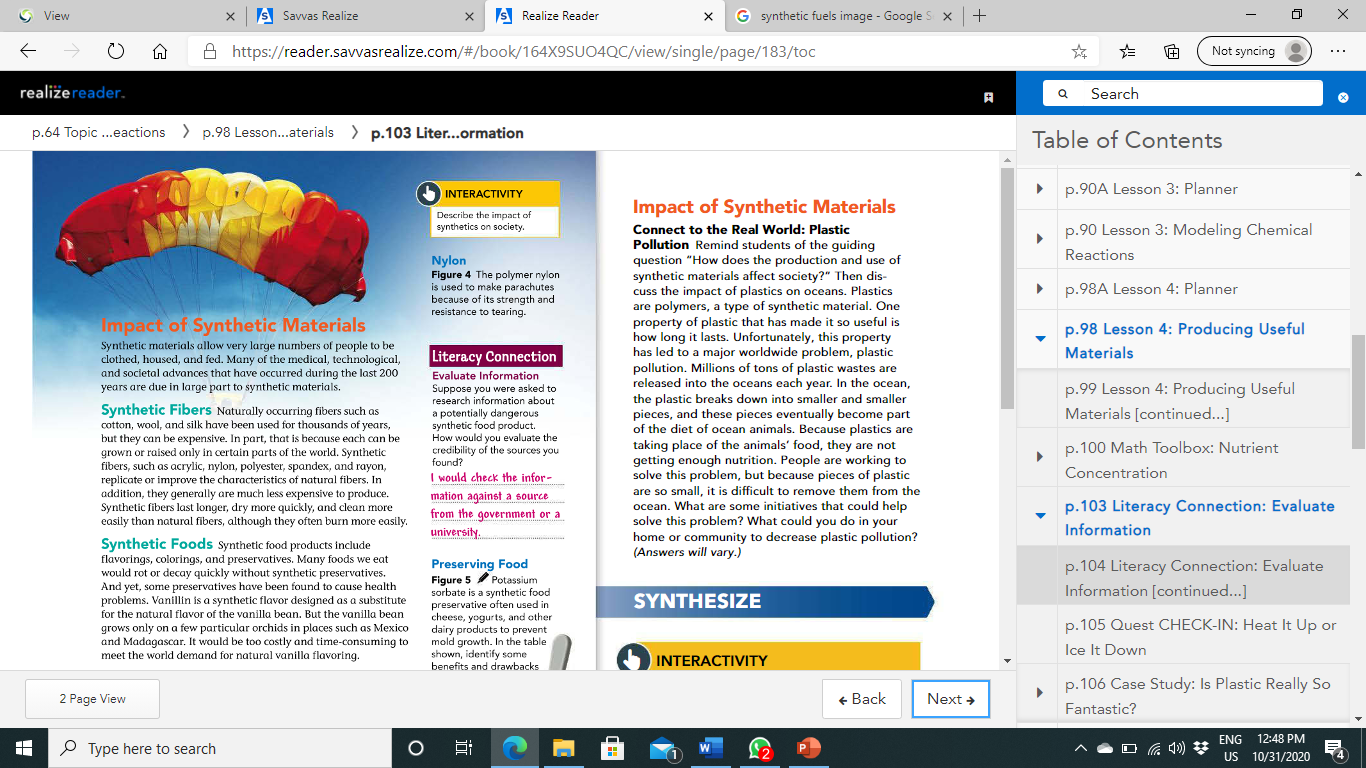 View
Savvas Realize
Realize Reader
synthetic fuels image - Google S
https://reader.savvasrealize.com/#/book/164X9SUO4QC/view/single/page/183/toc
Not syncing
realizereader.
Search
p.64 Topic ...eactions
p.98 Lesson...aterials
p.103 Liter...ormation
INTERACTIVITY
Describe the impact of
synthetics on society.
Nylon
Figure 4 The polymer nylon
is used to make parachutes
because of its strength and
resistance to tearing.
Impact of Synthetic Materials
Synthetic materials allow very large numbers of people to be
clothed, housed, and fed. Many of the medical, technological,
and societal advances that have occurred during the last 200
years are due in large part to synthetic materials.
Synthetic Fibers Naturally occurring fibers such as
cotton, wool, and silk have been used for thousands of years,
but they can be expensive. In part, that is because each can be
grown or raised only in certain parts of the world. Synthetic
fibers, such as acrylic, nylon, polyester, spandex, and rayon,
replicate or improve the characteristics of natural fibers. In
addition, they generally are much less expensive to produce.
Synthetic fibers last longer, dry more quickly, and clean more
easily than natural fibers, although they often burn more easily.
Synthetic Foods Synthetic food products include
flavorings, colorings, and preservatives. Many foods we eat
would rot or decay quickly without synthetic preservatives.
And yet, some preservatives have been found to cause health
problems. Vanillin is a synthetic flavor designed as a substitute
for the natural flavor of the vanilla bean. But the vanilla bean
grows only on a few particular orchids in places such as Mexico
and Madagascar. It would be too costly and time-consuming to
meet the world demand for natural vanilla flavoring.
Literacy Connection
Evaluate Information
Suppose you were asked to
research information about
a potentially dangerous
synthetic food product.
How would you evaluate the
credibility of the sources you
found?
I would check the infor-
mation against a source
from the government or a
university.
Preserving Food
Figure 5 Potassium
sorbate is a synthetic food
preservative often used in
cheese, yogurts, and other
dairy products to prevent
mold growth. In the table
shown, identify some
benefits and drawbacks
Impact of Synthetic Materials
Connect to the Real World: Plastic
Pollution Remind students of the guiding
question “How does the production and use of
synthetic materials affect society?” Then dis-
cuss the impact of plastics on oceans. Plastics
are polymers, a type of synthetic material. One
property of plastic that has made it so useful is
how long it lasts. Unfortunately, this property
has led to a major worldwide problem, plastic
pollution. Millions of tons of plastic wastes are
released into the oceans each year. In the ocean,
the plastic breaks down into smaller and smaller
pieces, and these pieces eventually become part
of the diet of ocean animals. Because plastics are
taking place of the animals’ food, they are not
getting enough nutrition. People are working to
solve this problem, but because pieces of plastic
are so small, it is difficult to remove them from the
ocean. What are some initiatives that could help
solve this problem? What could you do in your
home or community to decrease plastic pollution?
(Answers will vary.)
SYNTHESIZE
INTERACTIVITY
Table of Contents
p.90A Lesson 3: Planner
p.90 Lesson 3: Modeling Chemical
Reactions
p.98A Lesson 4: Planner
p.98 Lesson 4: Producing Useful
Materials
p.99 Lesson 4: Producing Useful
Materials [continued...]
p.100 Math Toolbox: Nutrient
Concentration
p.103 Literacy Connection: Evaluate
Information
p.104 Literacy Connection: Evaluate
Information [continued...]
p.105 Quest CHECK-IN: Heat It Up or
Ice It Down
p.106 Case Study: Is Plastic Really So
Fantastic?
2 Page View
Back
Next
Type here to search
1
2
ENG
US
12:48 PM
10/31/2020
4